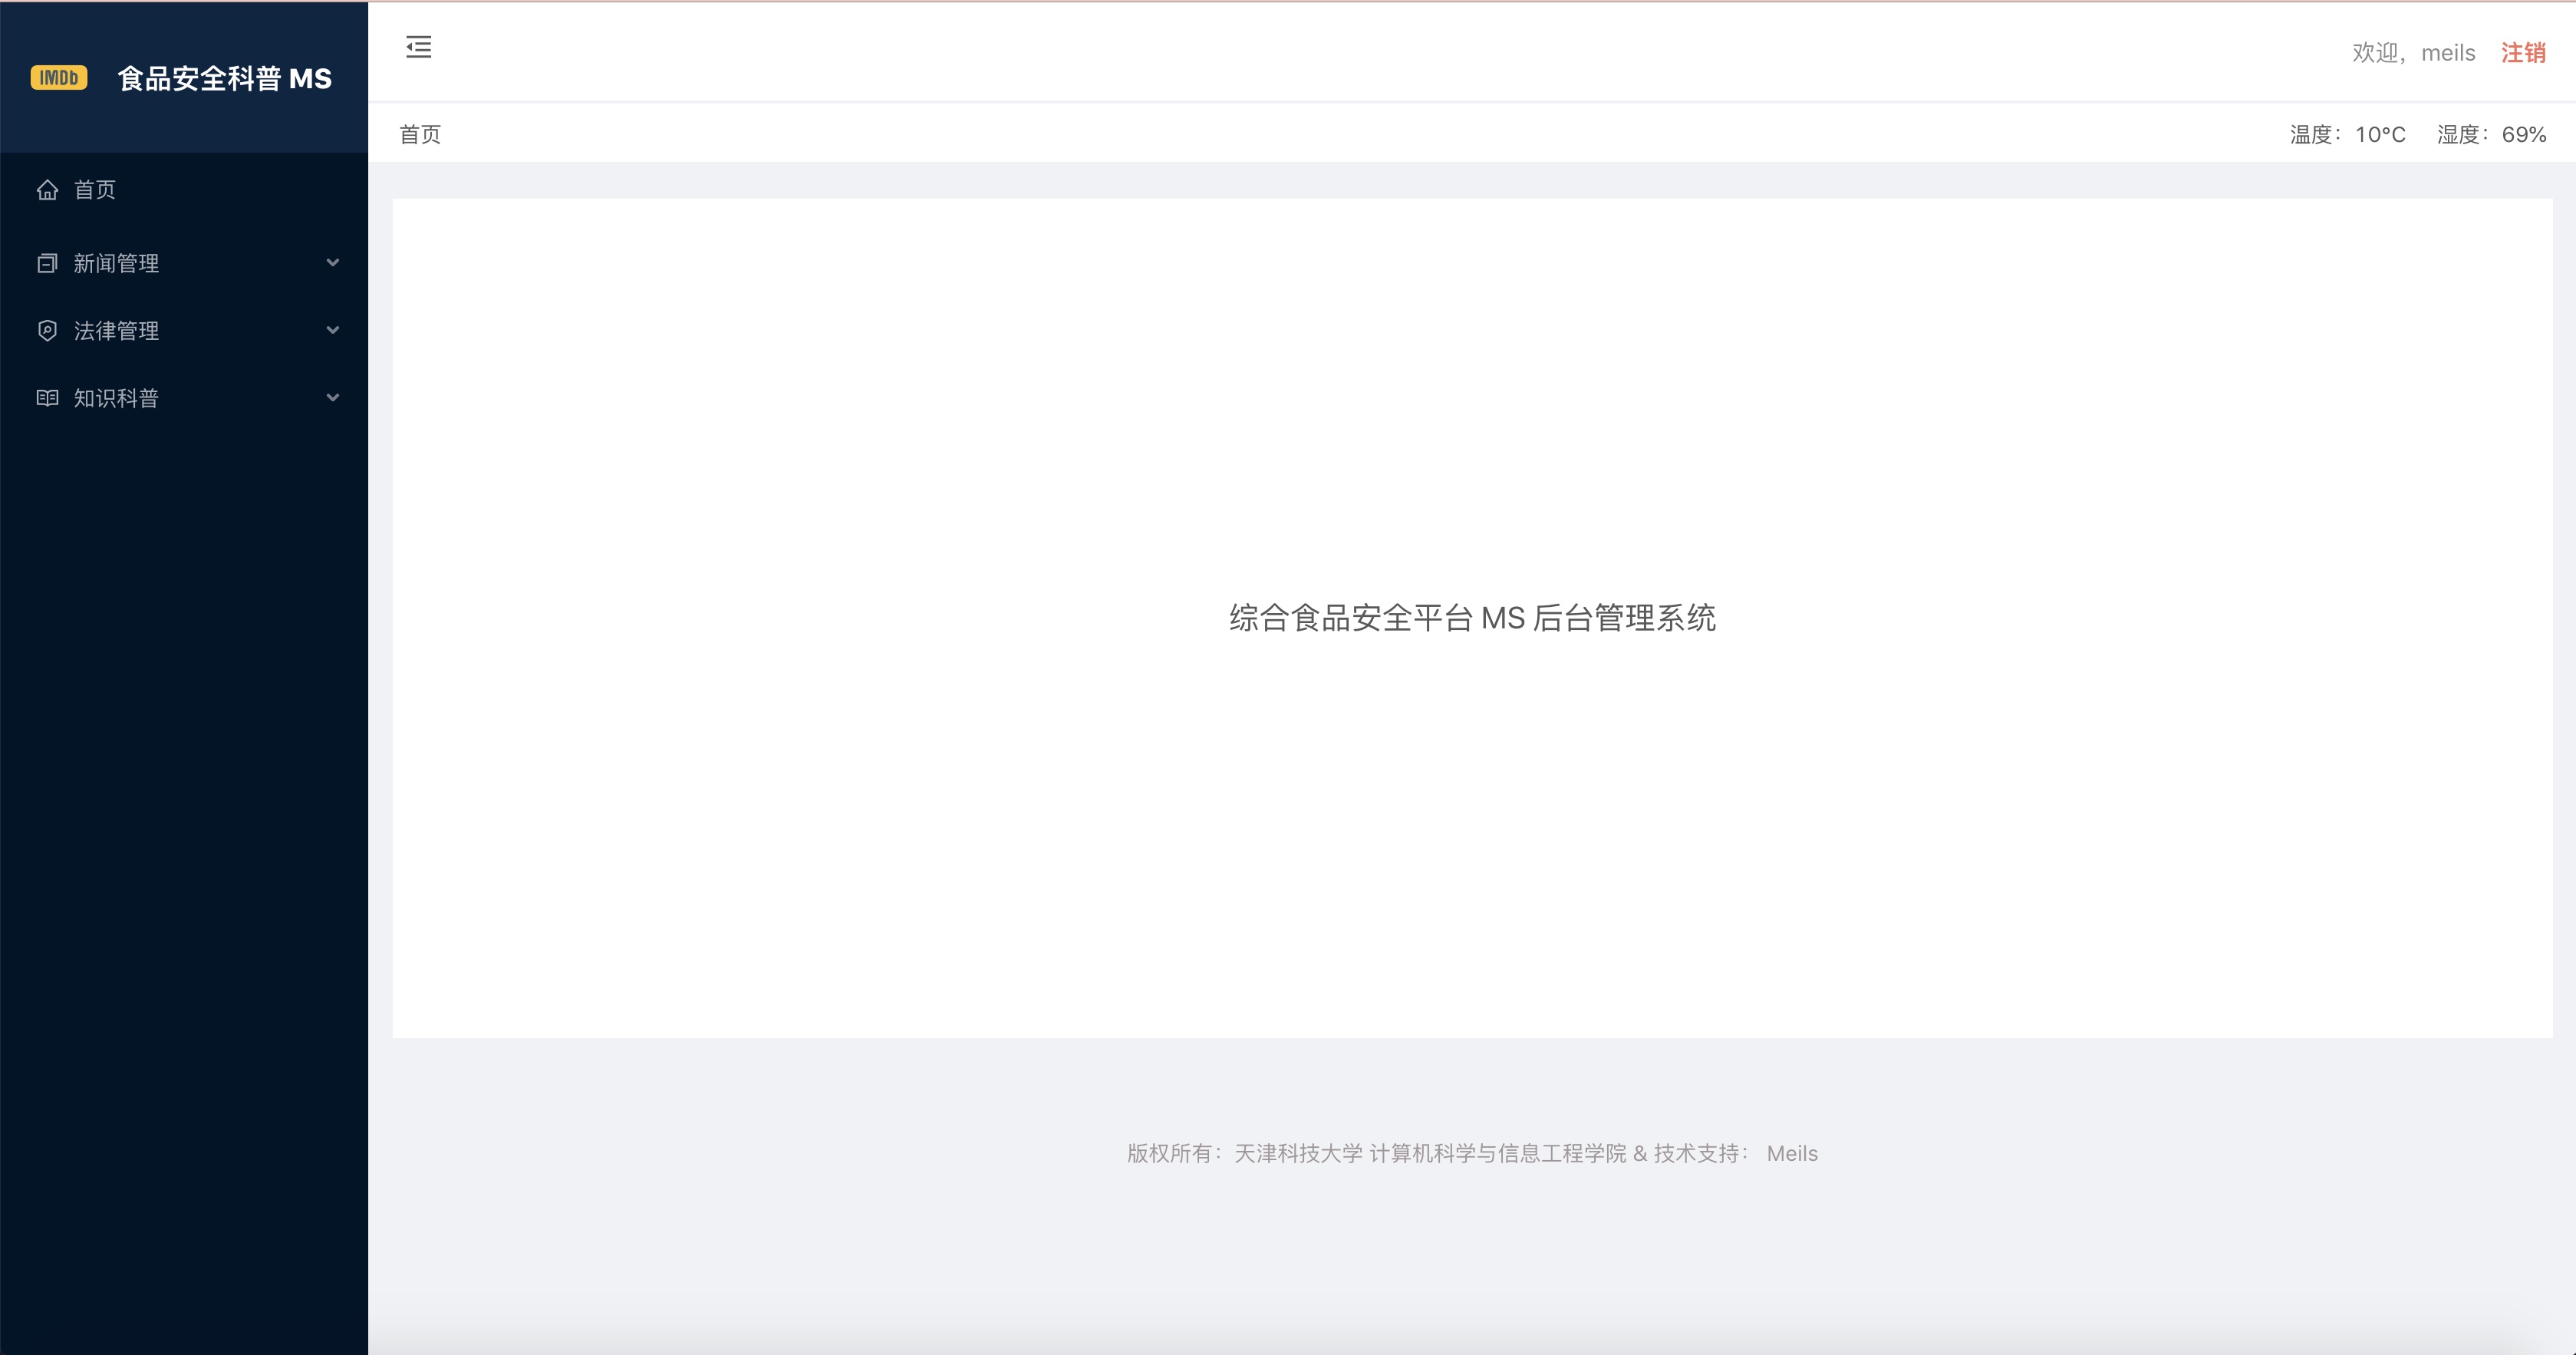 IMDb 食品安全科普 MS
欢迎，meils 注销
首页
温度：10°C 湿度：69%
首页
新闻管理
法律管理
知识科普
综合食品安全平台 MS 后台管理系统
版权所有：天津科技大学 计算机科学与信息工程学院 & 技术支持： Meils